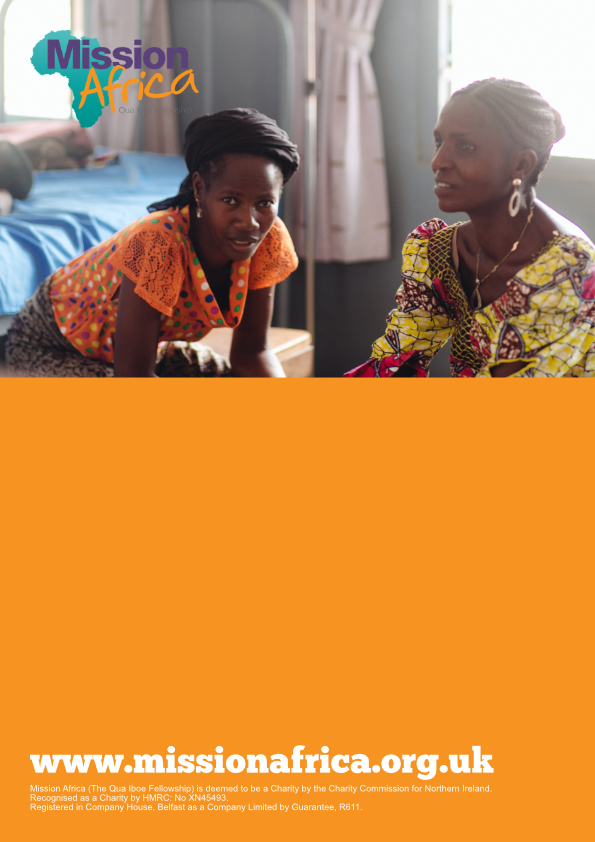 Mission
Africa
www.missionafrica.org.uk
Mission Africa (The Qua Iboe Fellowship) is deemed to be a Charity by the Charity Commission for Northern Ireland.
Recognised as a Charity by HMRC: No XN45493.
Registered in Company House, Belfast as a Company Limited by Guarantee, R611.